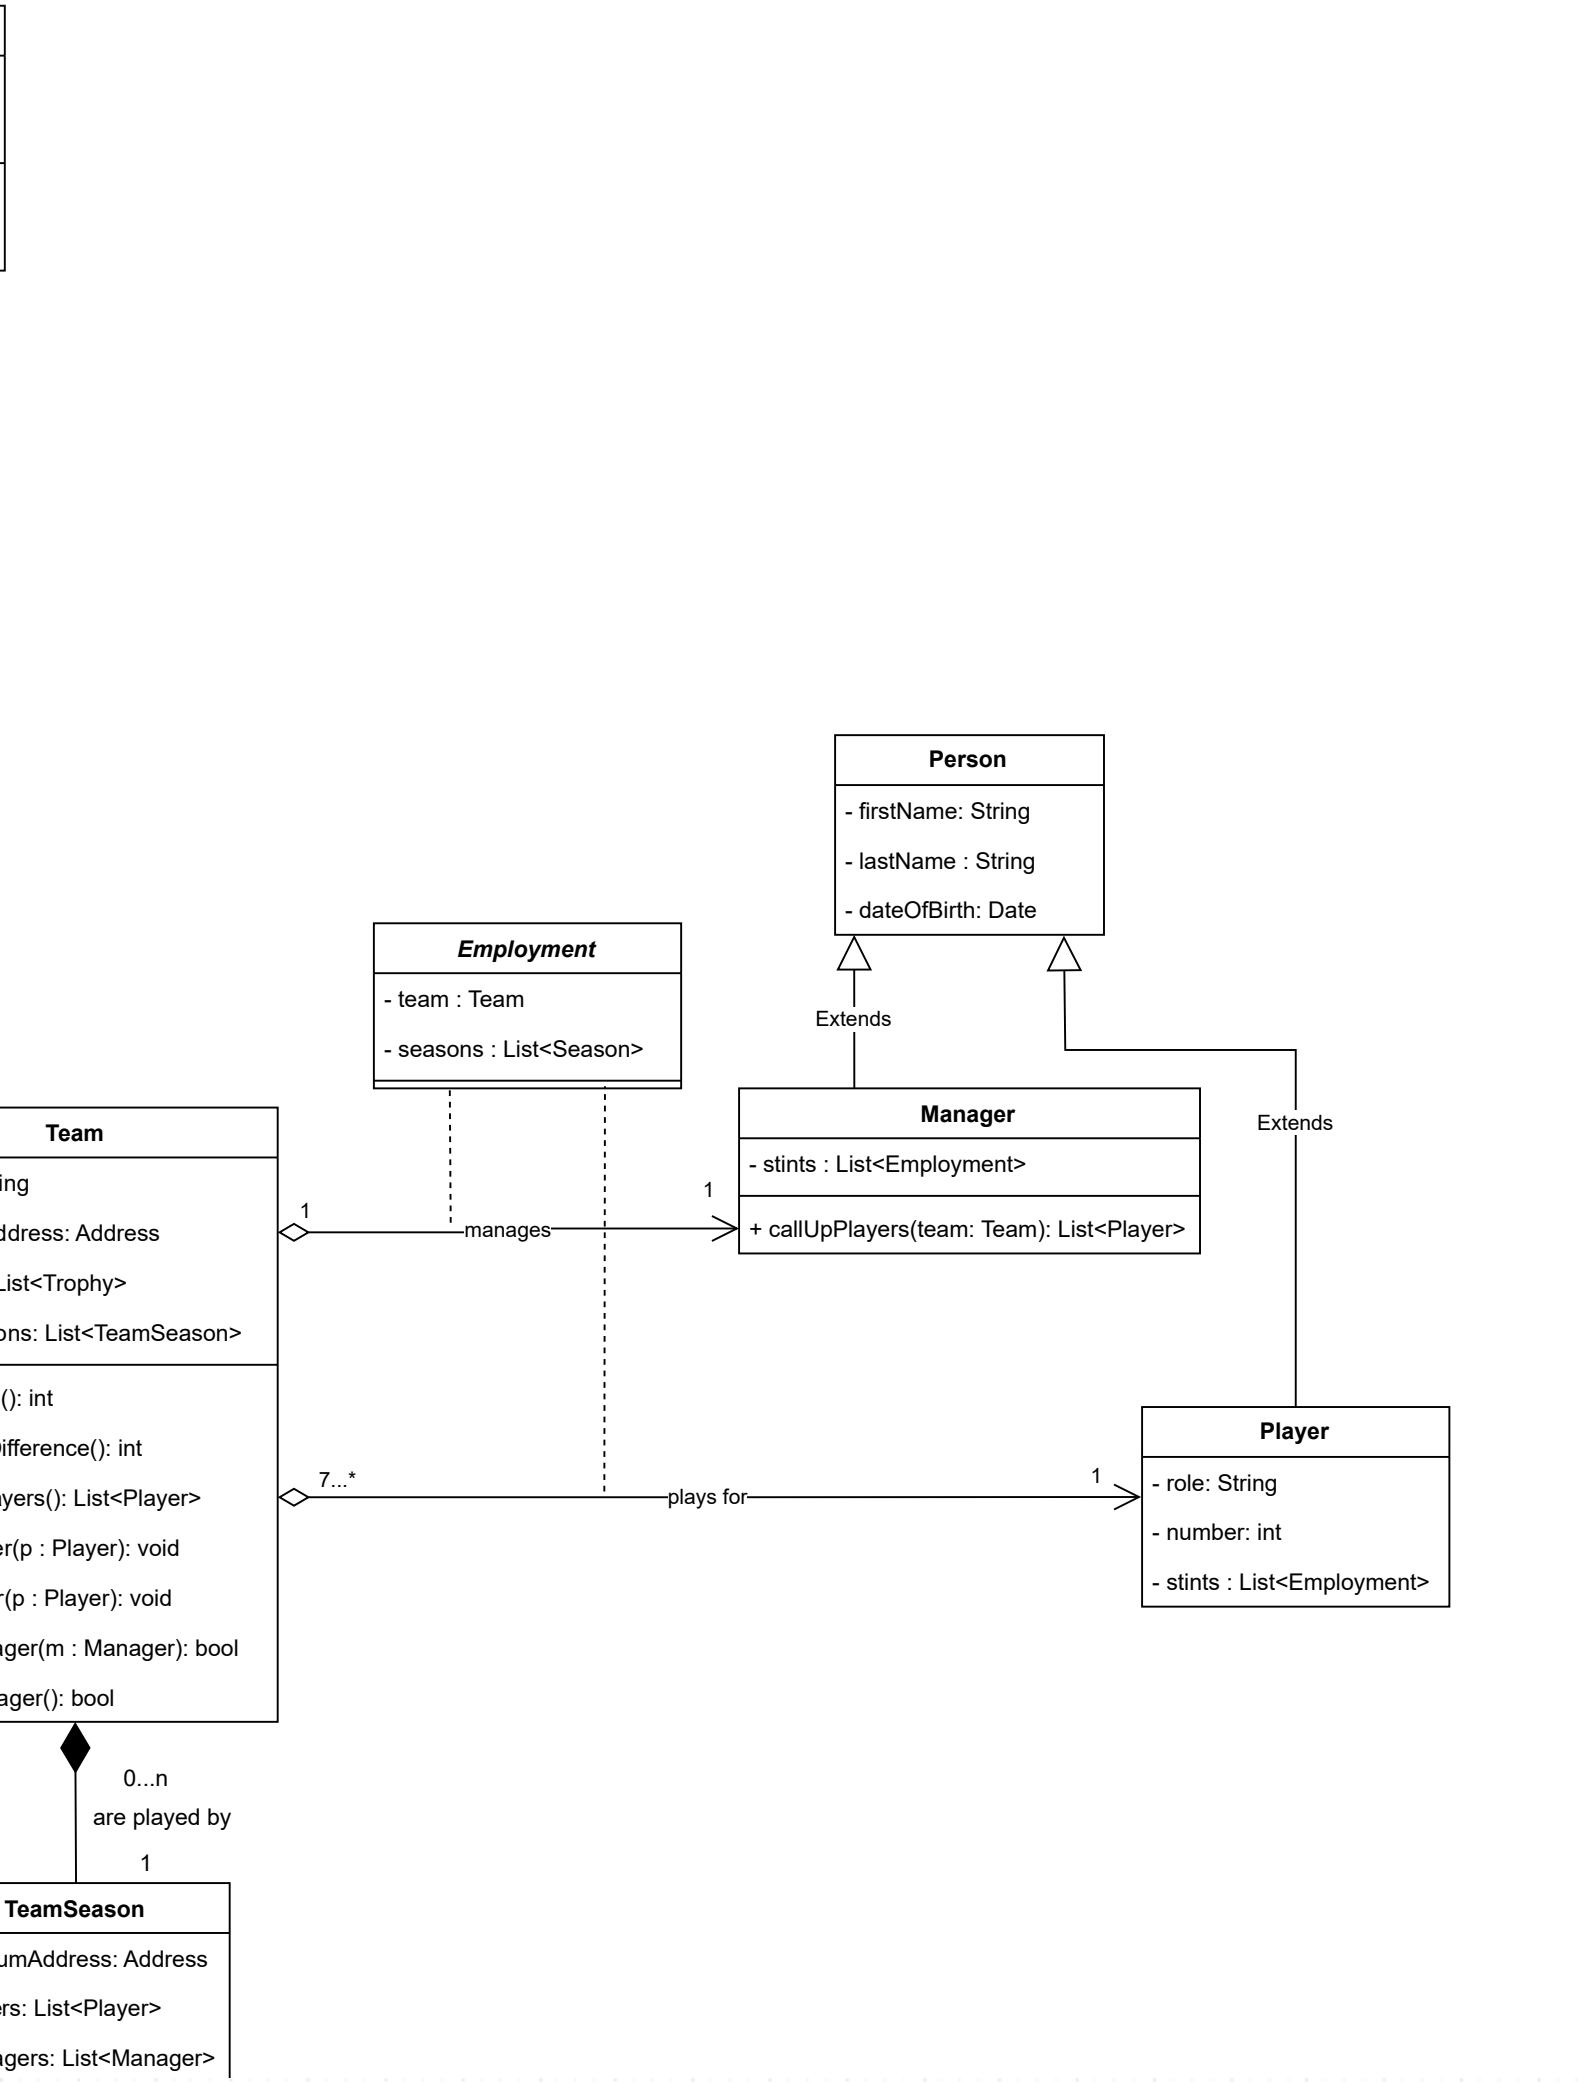 Person
- firstName: String
- lastName : String
- dateOfBirth: Date
Employment
- team : Team
- seasons : List<Season>
Extends
Extends
Manager
- stints : List<Employment>
+ callUpPlayers(team: Team): List<Player>
Team
ing
ddress: Address
List<Trophy>
ons: List<TeamSeason>
(): int
ifference(): int
ayers(): List<Player>
er(p : Player): void
r(p : Player): void
ager(m : Manager): bool
ager(): bool
1
manages
1
7...*
plays for
1
Player
- role: String
- number: int
- stints : List<Employment>
0...n
are played by
1
TeamSeason
umAddress: Address
ers: List<Player>
agers: List<Manager>